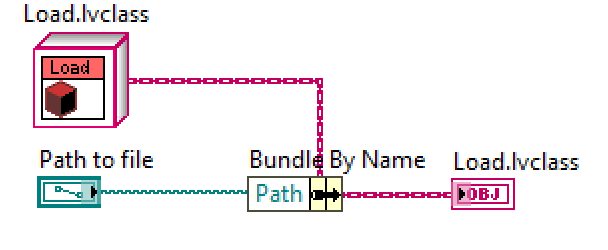 Load.lvclass
Load
Path to file
Bundle By Name
Load.lvclass
Path
OBJ